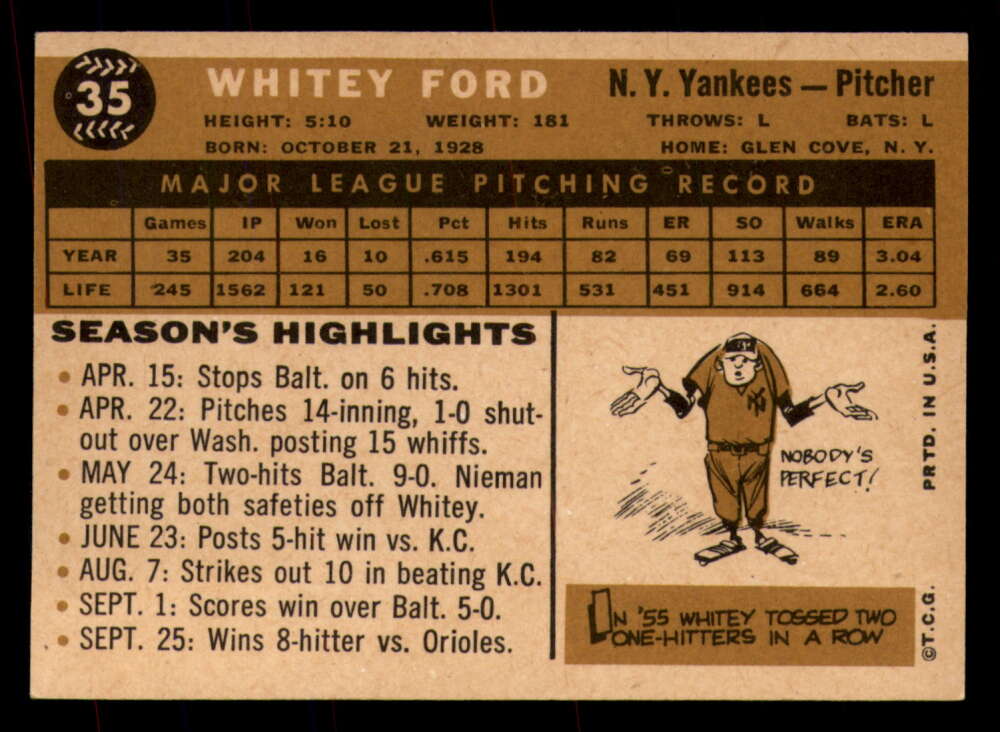 35
WHITEY FORD
N. Y. Yankees — Pitcher
HEIGHT: 5:10 WEIGHT: 181 THROWS: L BATS: L
BORN: OCTOBER 21, 1928 HOME: GLEN COVE, N. Y.
MAJOR LEAGUE PITCHING RECORD
Games IP Won Lost Pct Hits Runs ER SO Walks ERA
YEAR 35 204 16 10 .615 194 82 69 113 89 3.04
LIFE 245 1562 121 50 .708 1301 531 451 914 664 2.60
SEASON'S HIGHLIGHTS
• APR. 15: Stops Balt. on 6 hits.
• APR. 22: Pitches 14-inning, 1-0 shut-
out over Wash. posting 15 whiffs.
• MAY 24: Two-hits Balt. 9-0. Nieman
getting both safeties off Whitey.
• JUNE 23: Posts 5-hit win vs. K.C.
• AUG. 7: Strikes out 10 in beating K.C.
• SEPT. 1: Scores win over Balt. 5-0.
• SEPT. 25: Wins 8-hitter vs. Orioles.
NY
NOBODY'S
PERFECT!
IN '55 WHITEY TOSSED TWO
ONE-HITTERS IN A ROW
©T.C.G. PRTD. IN U.S.A.